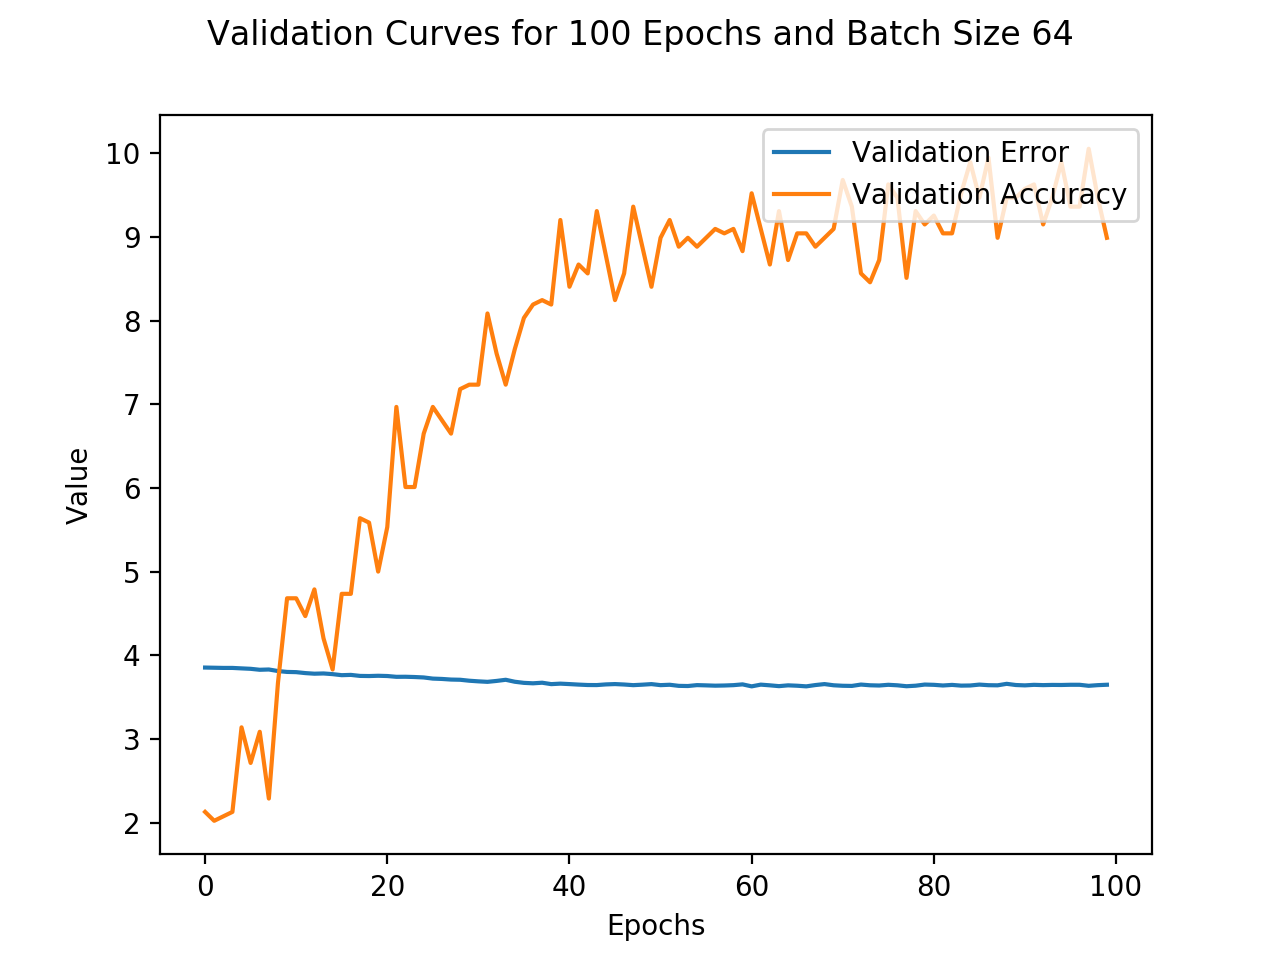 Validation Curves for 100 Epochs and Batch Size 64
Validation Error
Validation Accuracy
10
9
8
7
6
5
4
3
2
Value
0 20 40 60 80 100
Epochs